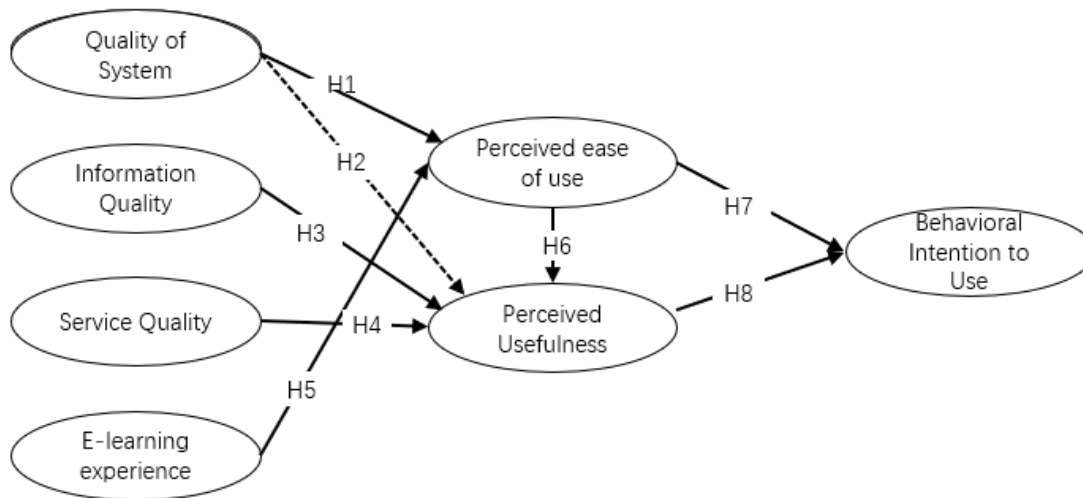 Quality of
System
H1
H2
Information
Quality
H3
Perceived ease
of use
H7
H6
Behavioral
Intention to
Use
H8
Service Quality
H4
Perceived
Usefulness
H5
E-learning
experience